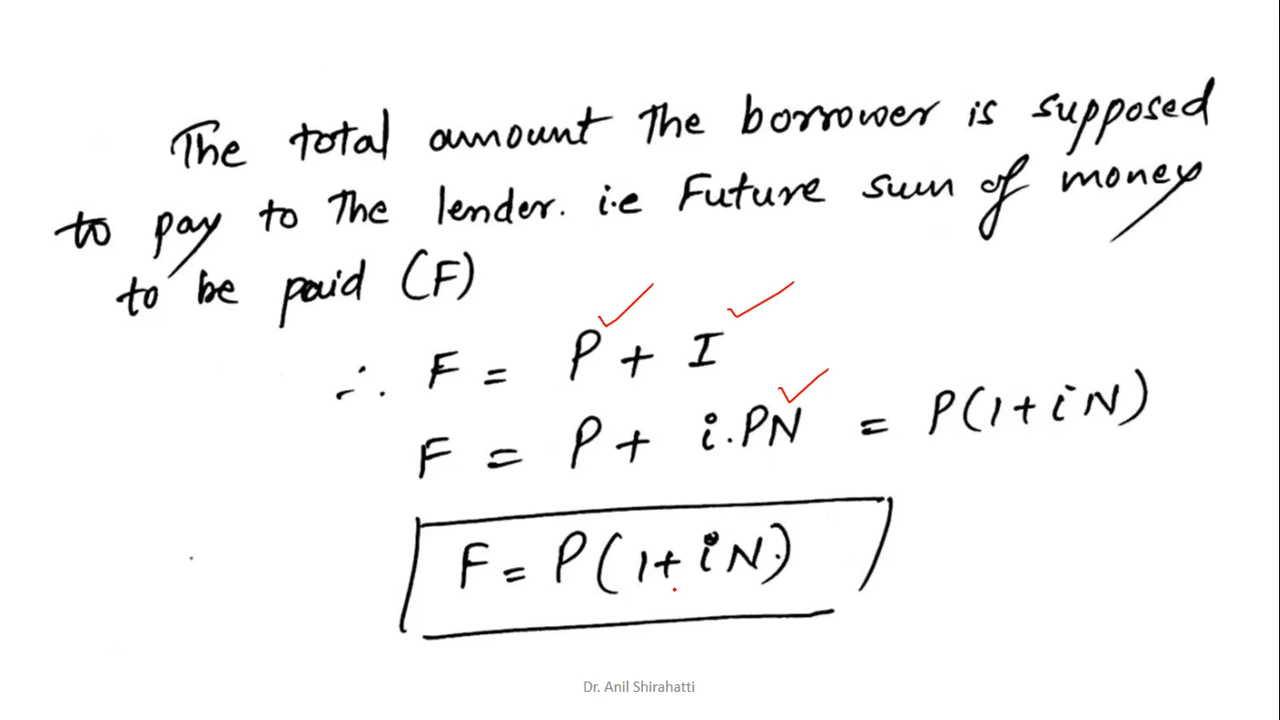 The total amount the borrower is supposed
to pay to the lender. i.e Future sum of money
to be paid (F)
∴ F = P + I
F = P + i.PN = P(1+iN)
F = P(1+iN)
Dr. Anil Shirahatti